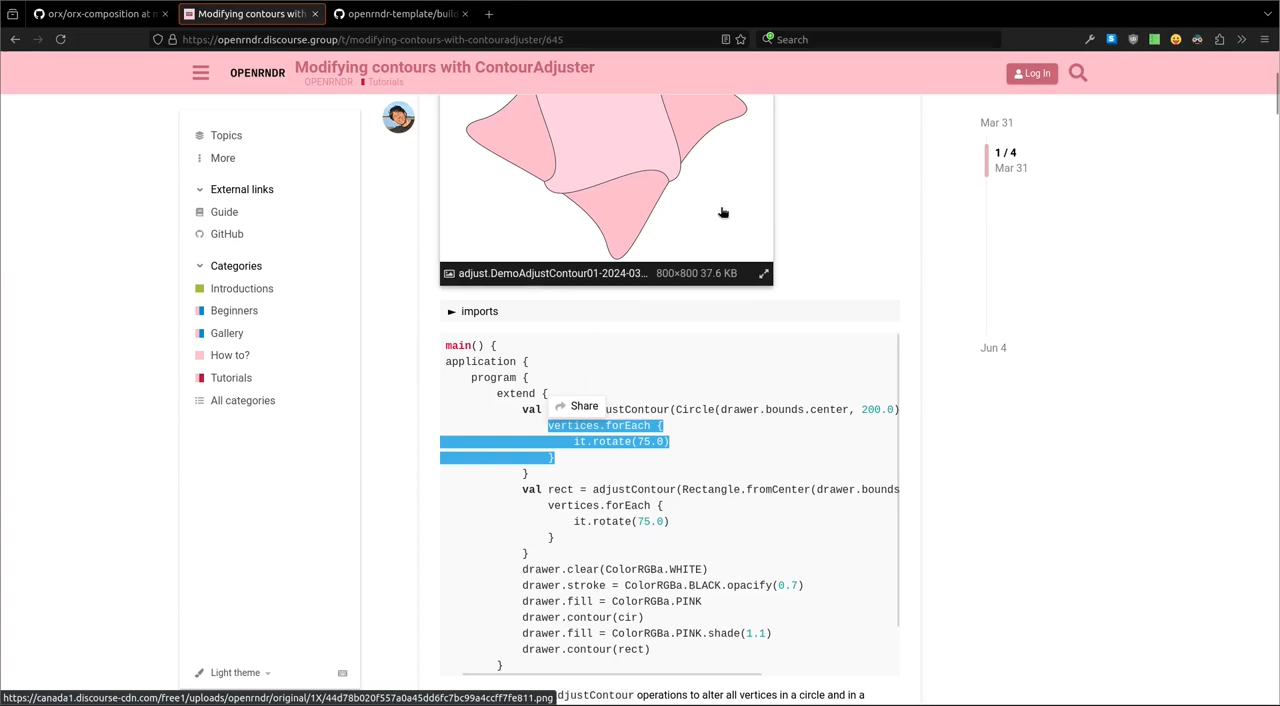 orx/orx-composition at m
Modifying contours with
openrndr-template/build
https://openrndr.discourse.group/t/modifying-contours-with-contouradjuster/645
Search
OPENRNDR
Modifying contours with ContourAdjuster
OPENRNDR Tutorials
Log In
Topics
More
External links
Guide
GitHub
Categories
Introductions
Beginners
Gallery
How to?
Tutorials
All categories
Light theme
adjust.DemoAdjustContour01-2024-03... 800×800 37.6 KB
imports
main() {
application {
program {
extend {
Share
val ustContour(Circle(drawer.bounds.center, 200.0)
vertices.forEach {
it.rotate(75.0)
}
}
val rect = adjustContour(Rectangle.fromCenter(drawer.bounds
vertices.forEach {
it.rotate(75.0)
}
}
drawer.clear(ColorRGBa.WHITE)
drawer.stroke = ColorRGBa.BLACK.opacify(0.7)
drawer.fill = ColorRGBa.PINK
drawer.contour(cir)
drawer.fill = ColorRGBa.PINK.shade(1.1)
drawer.contour(rect)
}
djustContour operations to alter all vertices in a circle and in a
Mar 31
1 / 4
Mar 31
Jun 4
https://canada1.discourse-cdn.com/free1/uploads/openrndr/original/1X/44d78b020f557a0a45dd6fc7bc99a4ccff7fe811.png